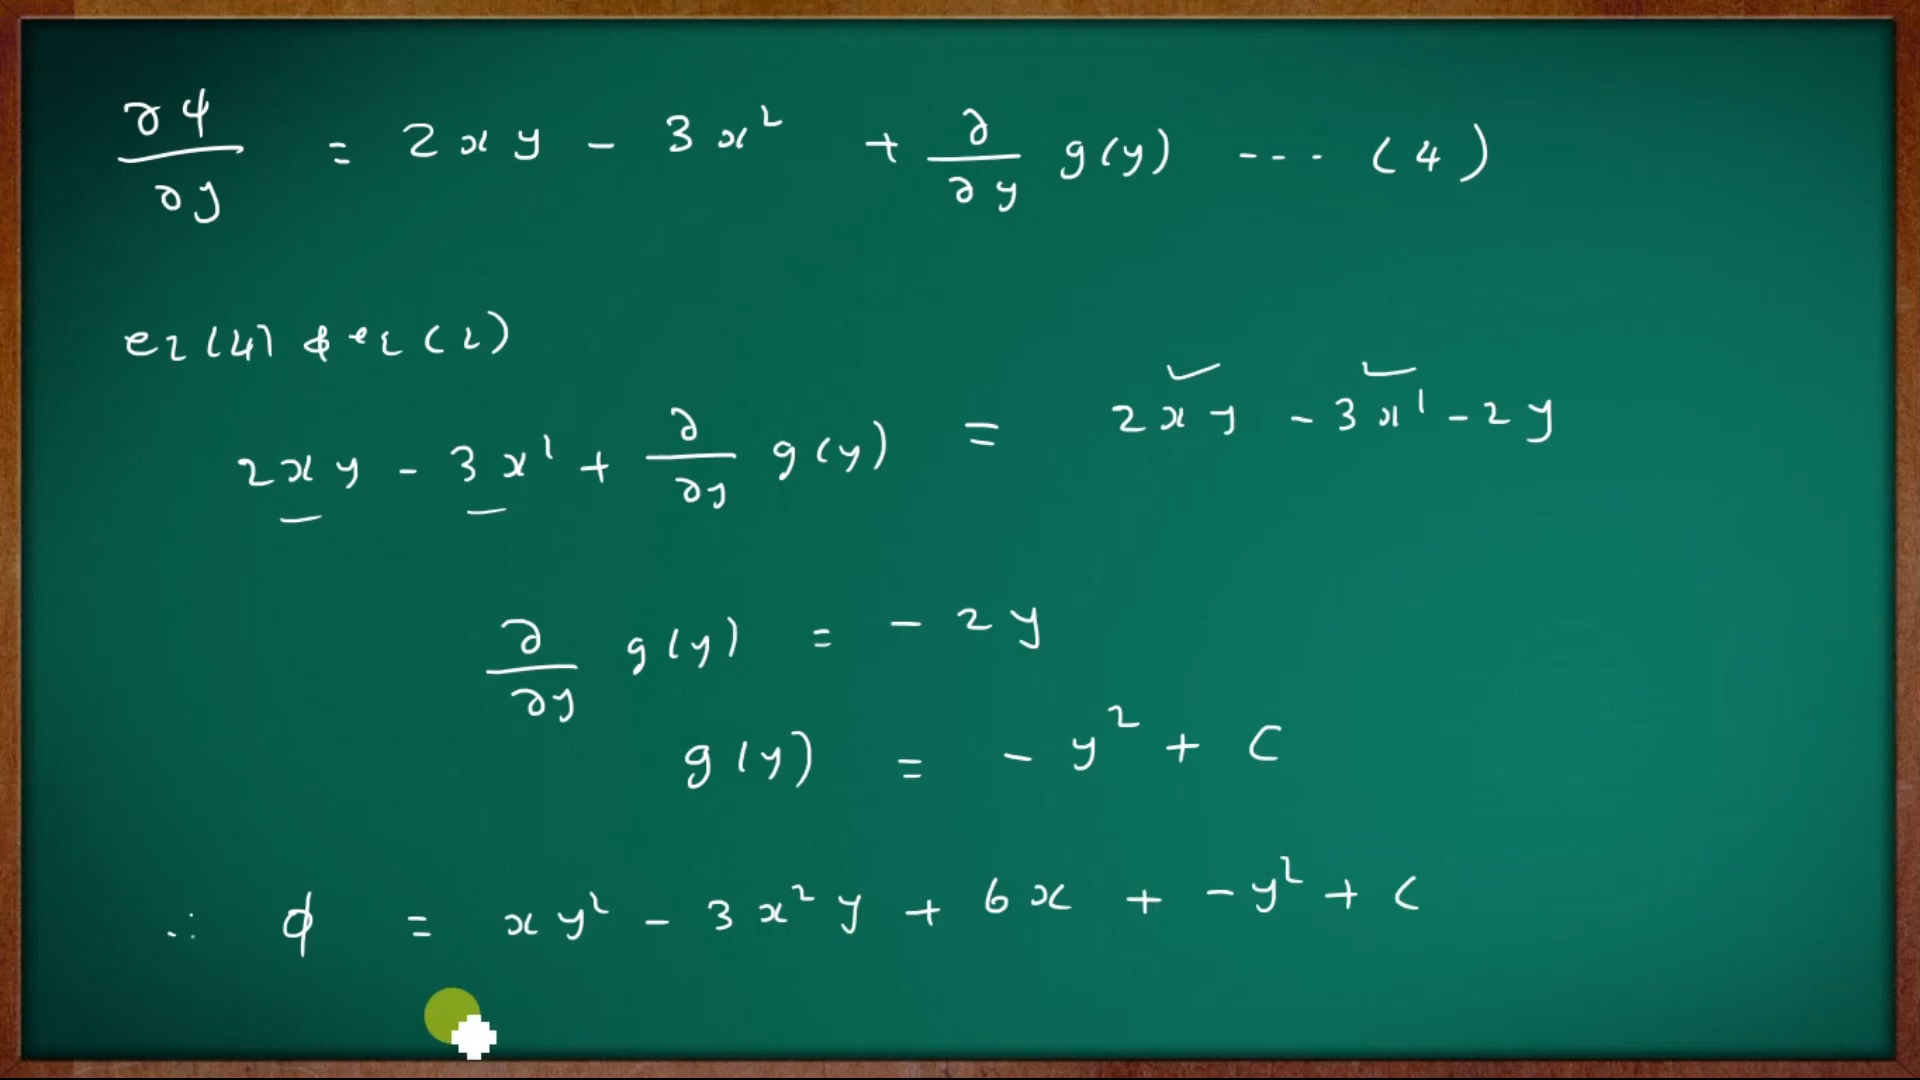 ∂ψ/∂y = 2xy - 3x² + ∂/∂y g(y) --- (4)
eq (4) & eq (2)
2xy - 3x² + ∂/∂y g(y) = 2xy - 3x² - 2y
∂/∂y g(y) = - 2y
g(y) = - y² + C
∴ ϕ = xy² - 3x²y + 6x + -y² + C